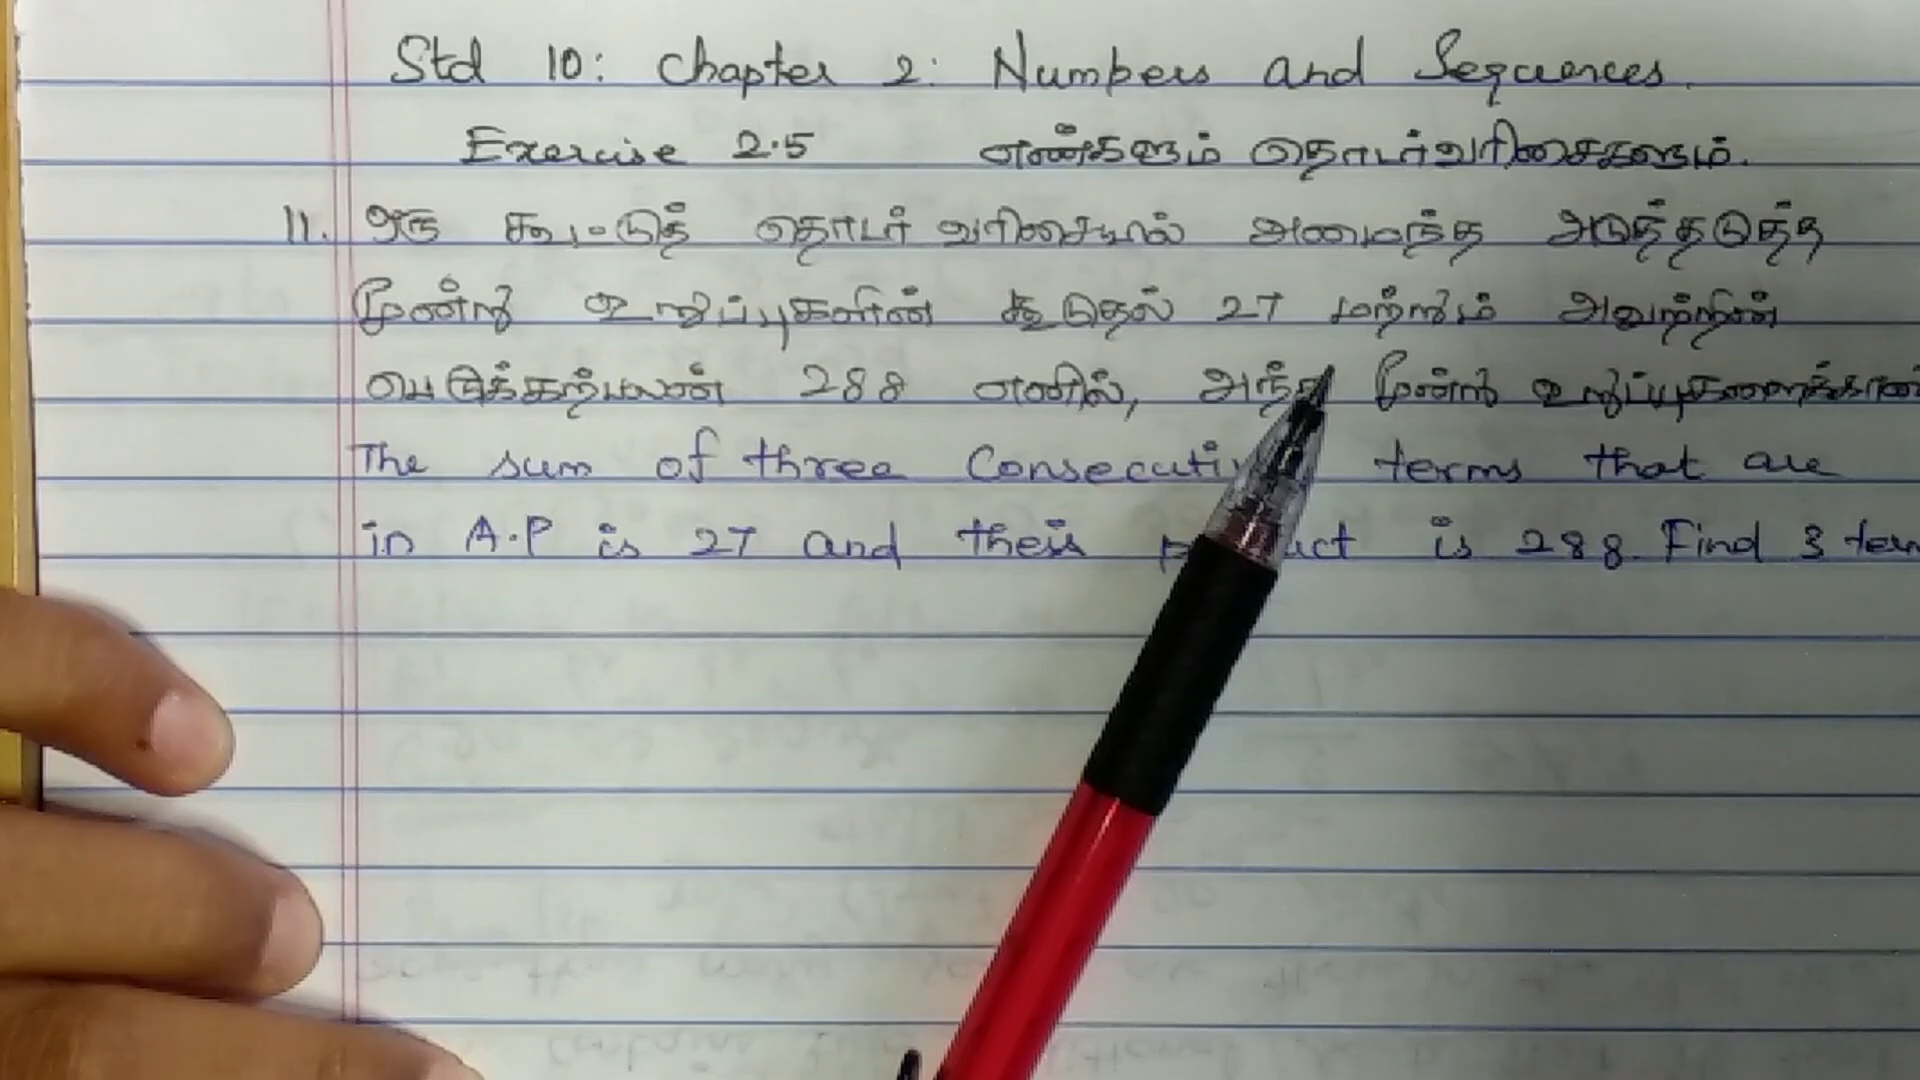 Std 10: Chapter 2: Numbers and Sequences.
Exercise 2.5 எண்களும் தொடர்வரிசைகளும்.
11. ஒரு கூட்டுத் தொடர் வரிசையில் அமைந்த அடுத்தடுத்த
மூன்று உறுப்புகளின் கூடுதல் 27 மற்றும் அவற்றின்
பெருக்கற்பலன் 288 எனில், அந்த மூன்று உறுப்புகளைக்காண்
The sum of three Consecutive terms that are
in A.P is 27 and their product is 288. Find 3 ter